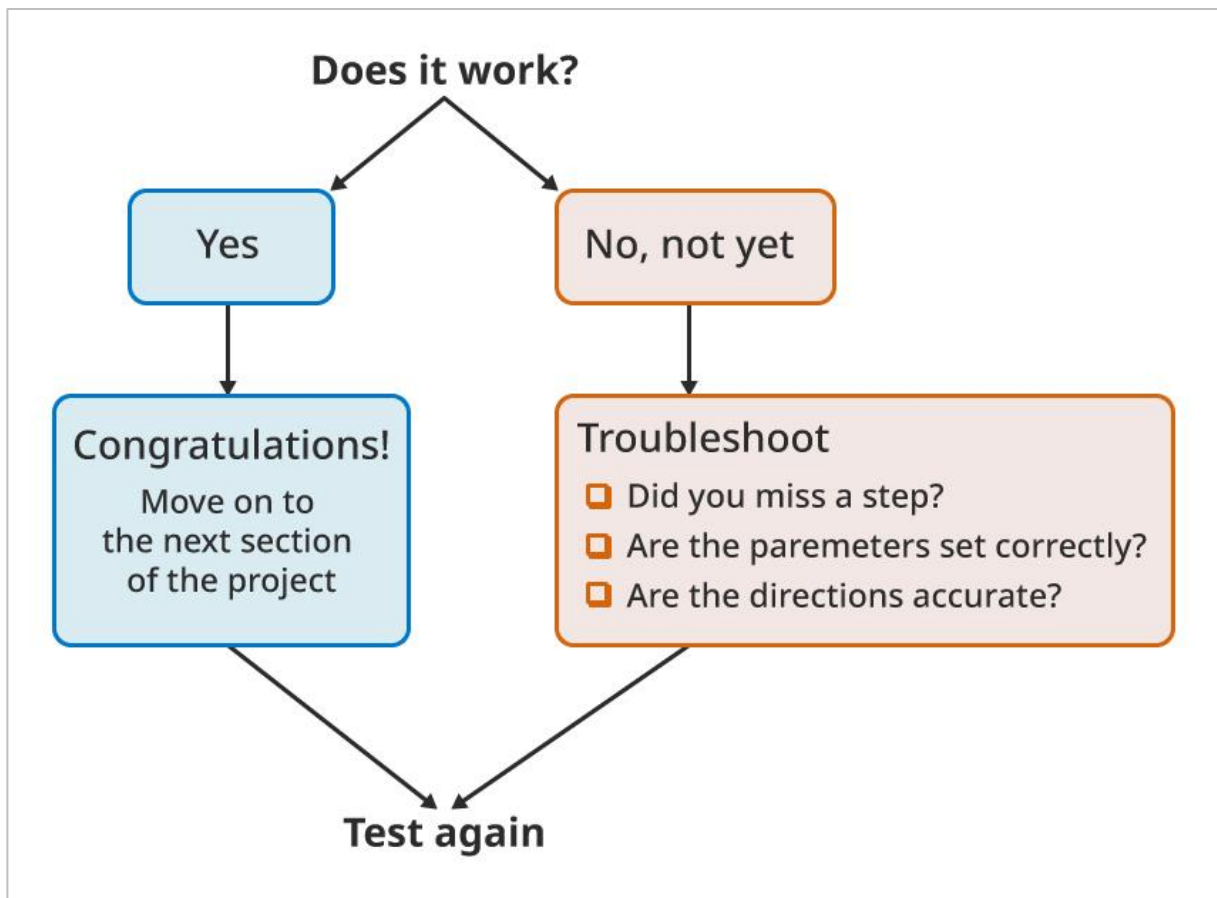 Does it work?
Yes
No, not yet
Congratulations!
Move on to
the next section
of the project
Troubleshoot
Did you miss a step?
Are the paremeters set correctly?
Are the directions accurate?
Test again